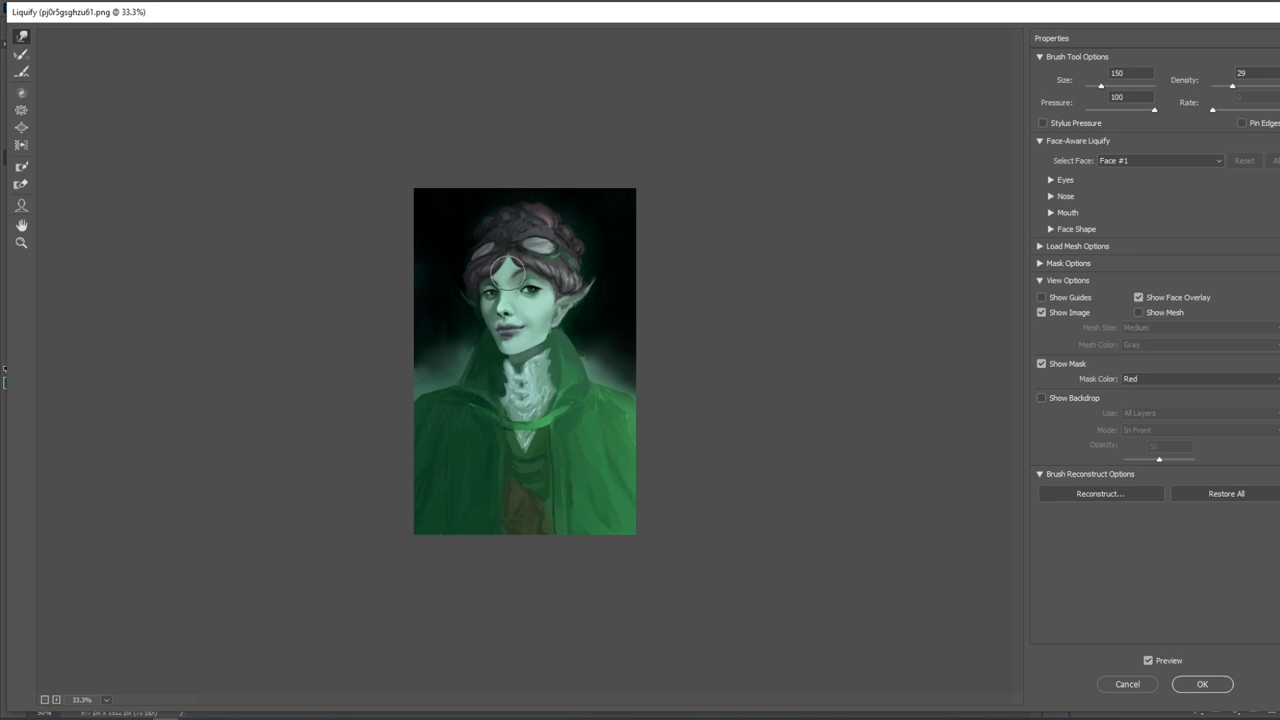 Liquify (pj0r5gsghzu61.png @ 33.3%)
Properties
Brush Tool Options
Size: 150 Density: 29
Pressure: 100 Rate: 0
Stylus Pressure Pin Edges
Face-Aware Liquify
Select Face: Face #1 Reset
Eyes
Nose
Mouth
Face Shape
Load Mesh Options
Mask Options
View Options
Show Guides Show Face Overlay
Show Image Show Mesh
Mesh Size: Medium
Mesh Color: Gray
Show Mask
Mask Color: Red
Show Backdrop
Use: All Layers
Mode: In Front
Opacity: 50
Brush Reconstruct Options
Reconstruct... Restore All
Preview
Cancel OK
33.3%